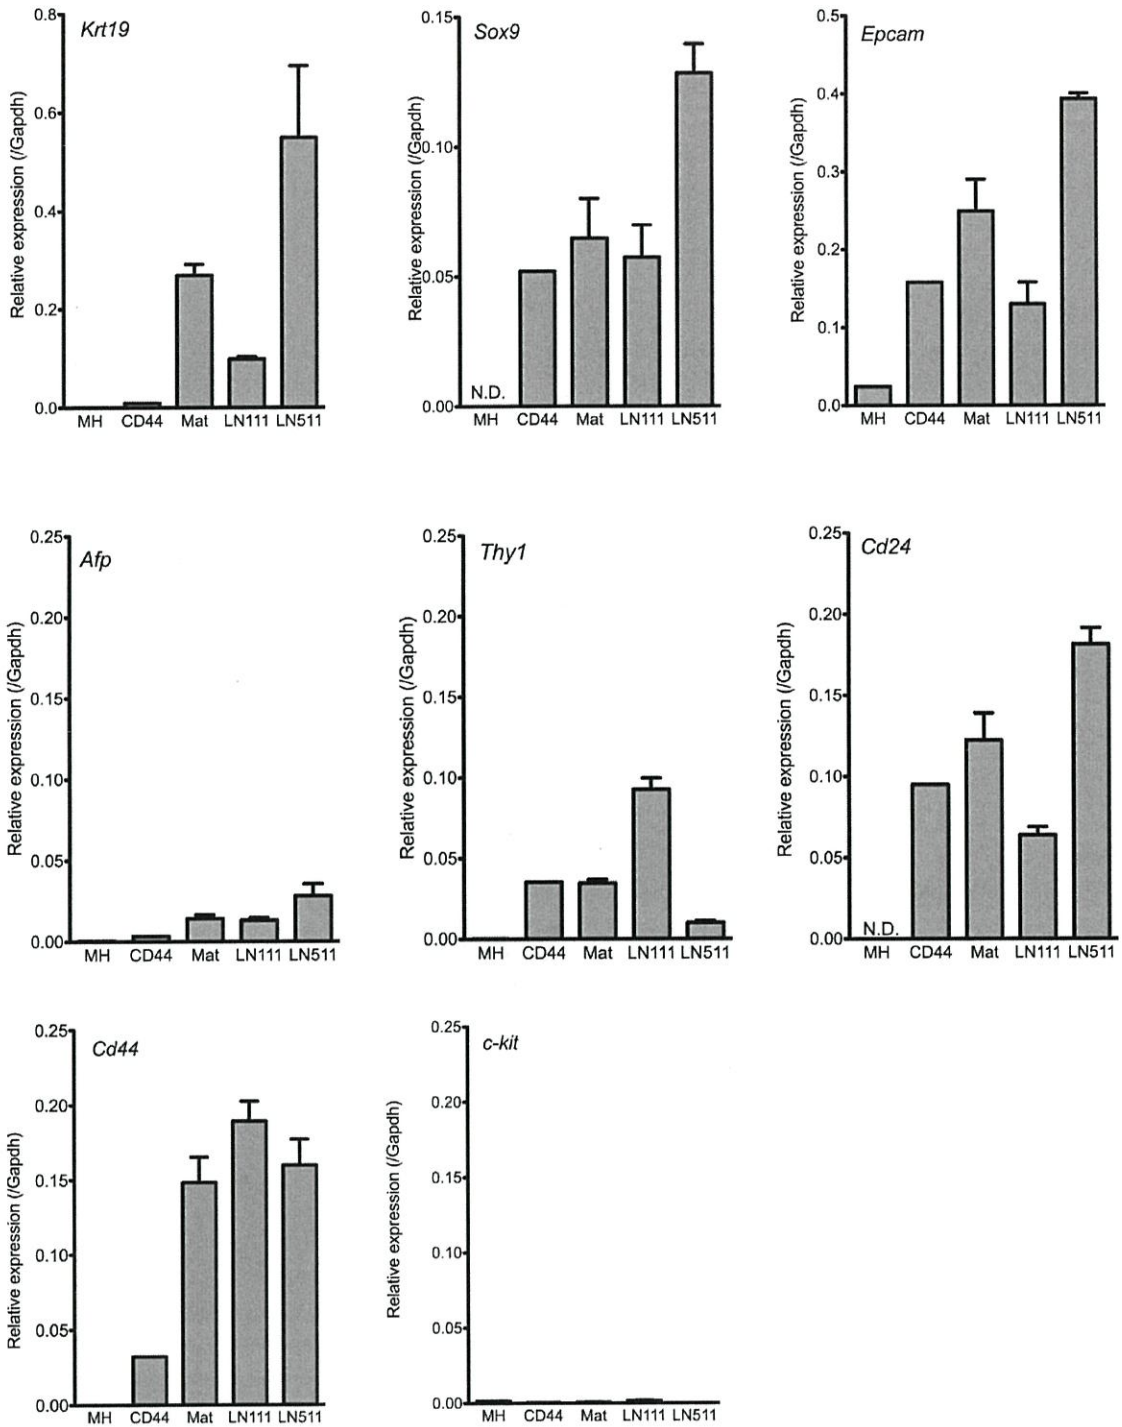 Krt19
Relative expression (/Gapdh)
0.8
0.6
0.4
0.2
0.0
MH CD44 Mat LN111 LN511
Sox9
Relative expression (/Gapdh)
0.15
0.10
0.05
0.00
N.D.
MH CD44 Mat LN111 LN511
Epcam
Relative expression (/Gapdh)
0.5
0.4
0.3
0.2
0.1
0.0
MH CD44 Mat LN111 LN511
Afp
Relative expression (/Gapdh)
0.25
0.20
0.15
0.10
0.05
0.00
MH CD44 Mat LN111 LN511
Thy1
Relative expression (/Gapdh)
0.25
0.20
0.15
0.10
0.05
0.00
MH CD44 Mat LN111 LN511
Cd24
Relative expression (/Gapdh)
0.25
0.20
0.15
0.10
0.05
0.00
N.D.
MH CD44 Mat LN111 LN511
Cd44
Relative expression (/Gapdh)
0.25
0.20
0.15
0.10
0.05
0.00
MH CD44 Mat LN111 LN511
c-kit
Relative expression (/Gapdh)
0.25
0.20
0.15
0.10
0.05
0.00
MH CD44 Mat LN111 LN511